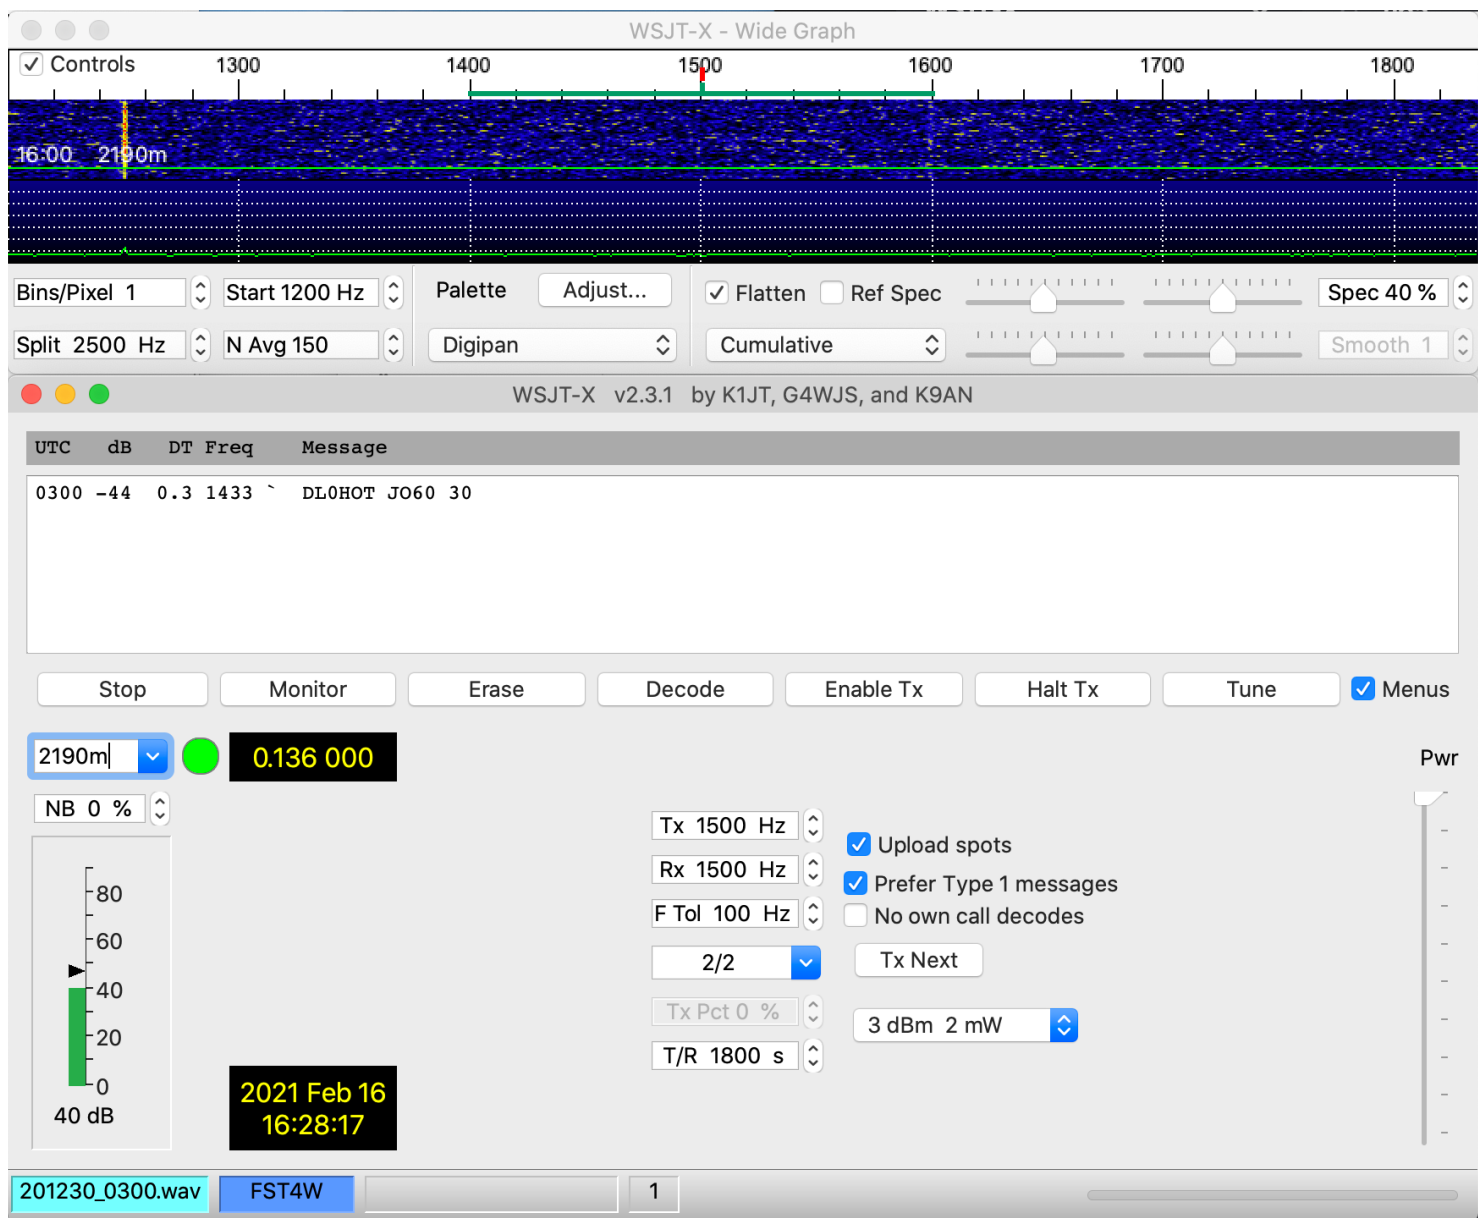 WSJT-X - Wide Graph
Controls 1300 1400 1500 1600 1700 1800
16:00 2190m
Bins/Pixel 1 Start 1200 Hz Palette Adjust... Flatten Ref Spec Spec 40 %
Split 2500 Hz N Avg 150 Digipan Cumulative Smooth 1
WSJT-X v2.3.1 by K1JT, G4WJS, and K9AN
UTC dB DT Freq Message
0300 -44 0.3 1433 ` DL0HOT JO60 30
Stop Monitor Erase Decode Enable Tx Halt Tx Tune Menus
2190m 0.136 000 Pwr
NB 0 %
Tx 1500 Hz
Upload spots
Rx 1500 Hz
Prefer Type 1 messages
F Tol 100 Hz
No own call decodes
2/2 Tx Next
Tx Pct 0 %
3 dBm 2 mW
T/R 1800 s
80
60
40
20
0
40 dB
2021 Feb 16
16:28:17
201230_0300.wav FST4W 1